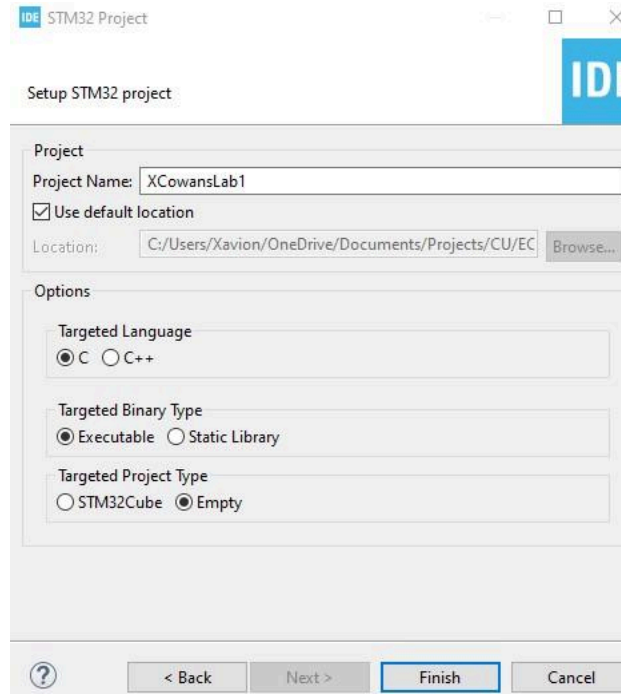 IDE STM32 Project
Setup STM32 project
IDE
Project
Project Name: XCowansLab1
Use default location
Location: C:/Users/Xavion/OneDrive/Documents/Projects/CU/EC Browse...
Options
Targeted Language
C C++
Targeted Binary Type
Executable Static Library
Targeted Project Type
STM32Cube Empty
? < Back Next > Finish Cancel